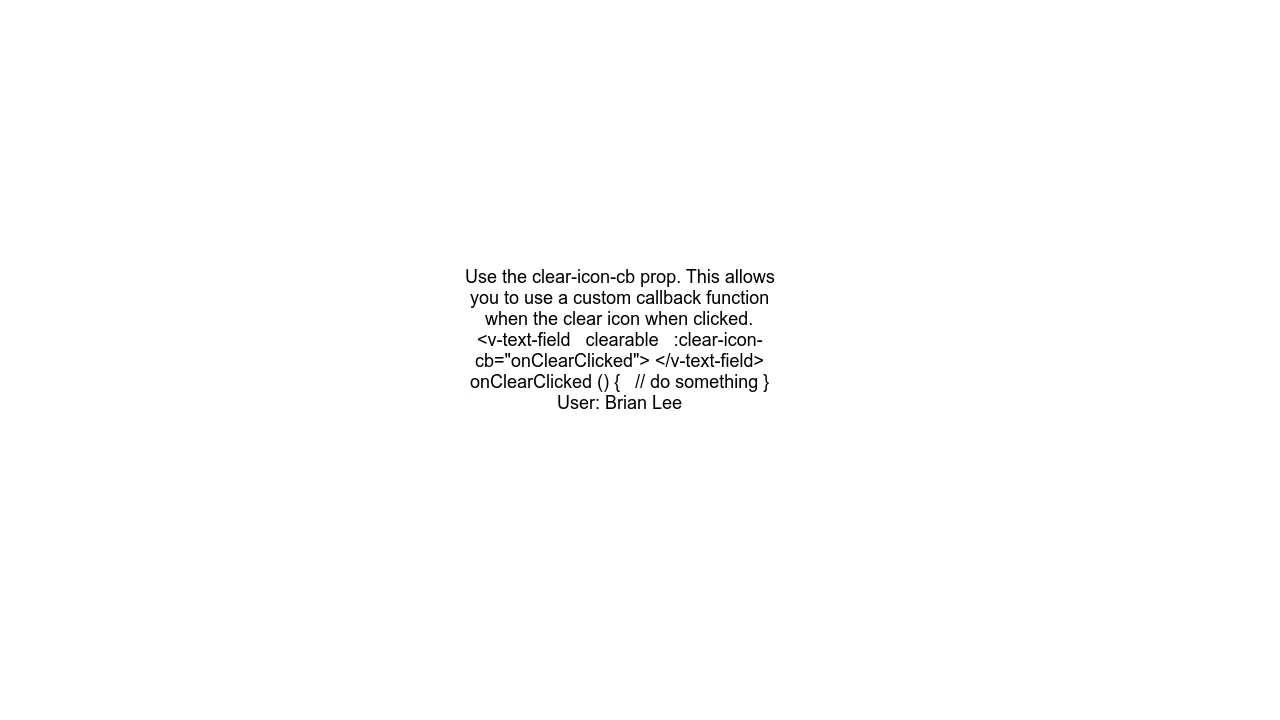 Use the clear-icon-cb prop. This allows
you to use a custom callback function
when the clear icon when clicked.
<v-text-field   clearable   :clear-icon-
cb="onClearClicked"> </v-text-field>
onClearClicked () {   // do something }
User: Brian Lee